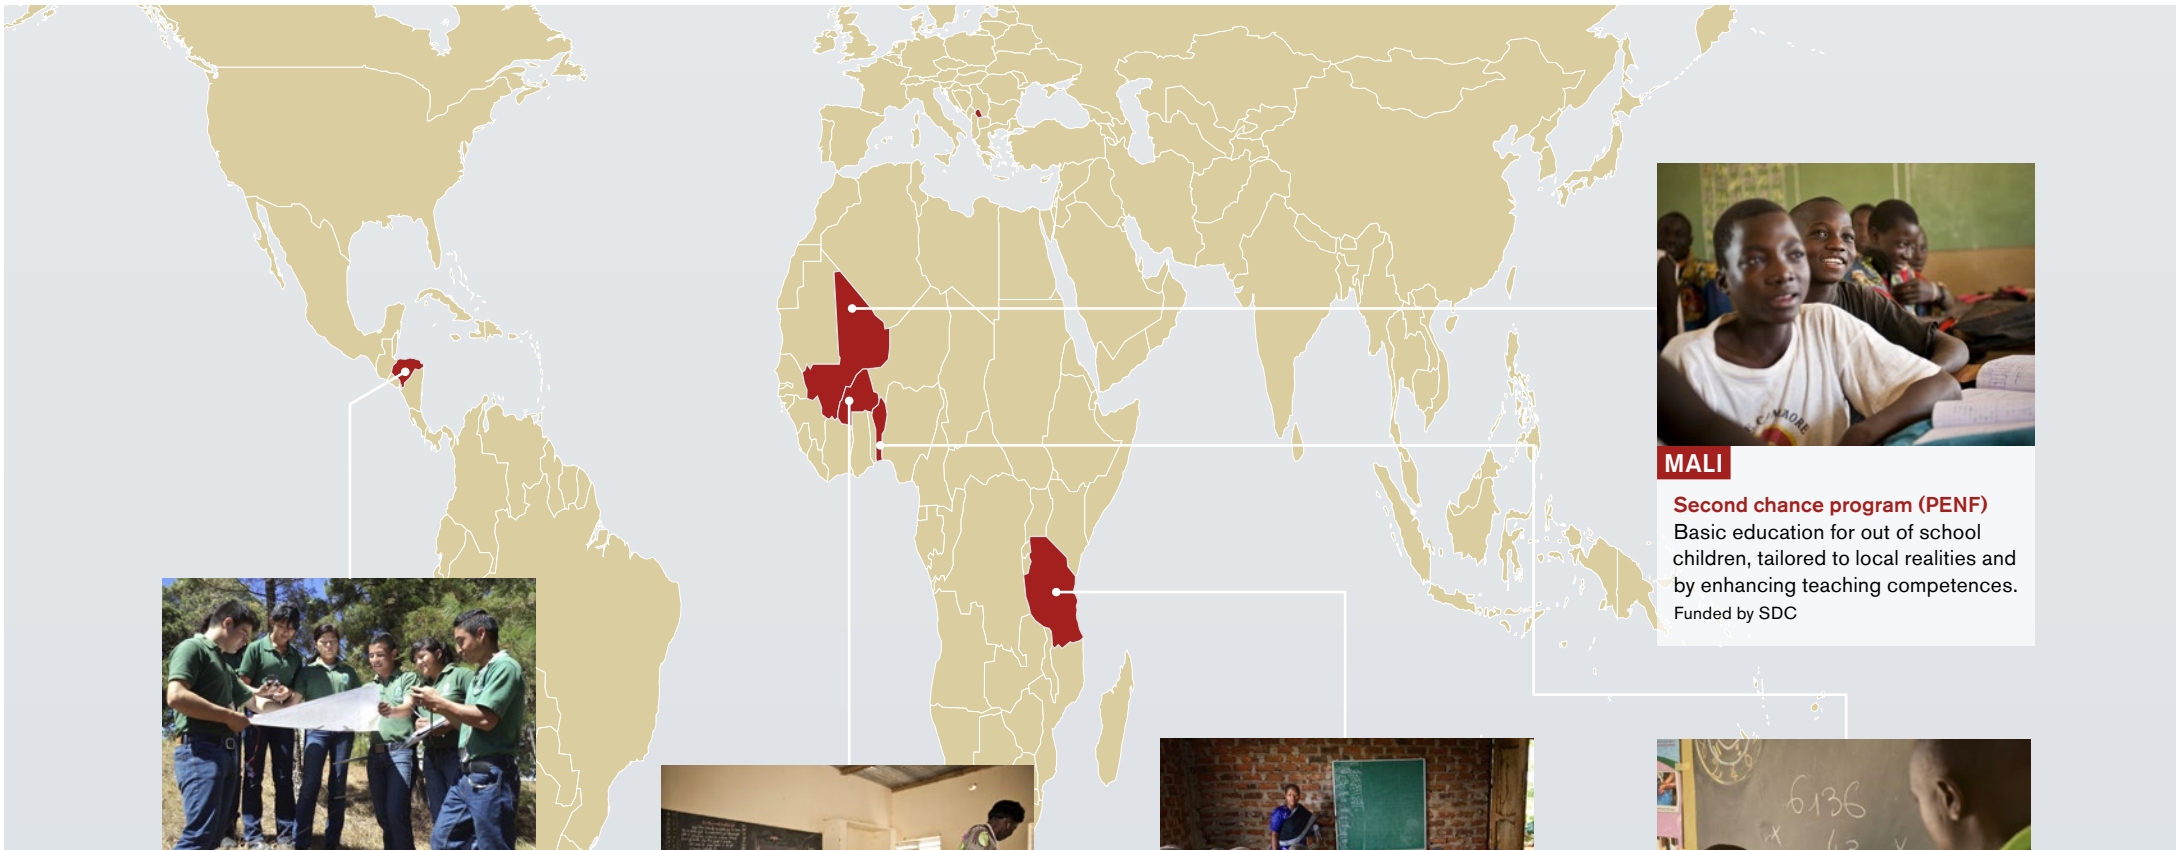 MALI
Second chance program (PENF)
Basic education for out of school
children, tailored to local realities and
by enhancing teaching competences.
Funded by SDC
6136